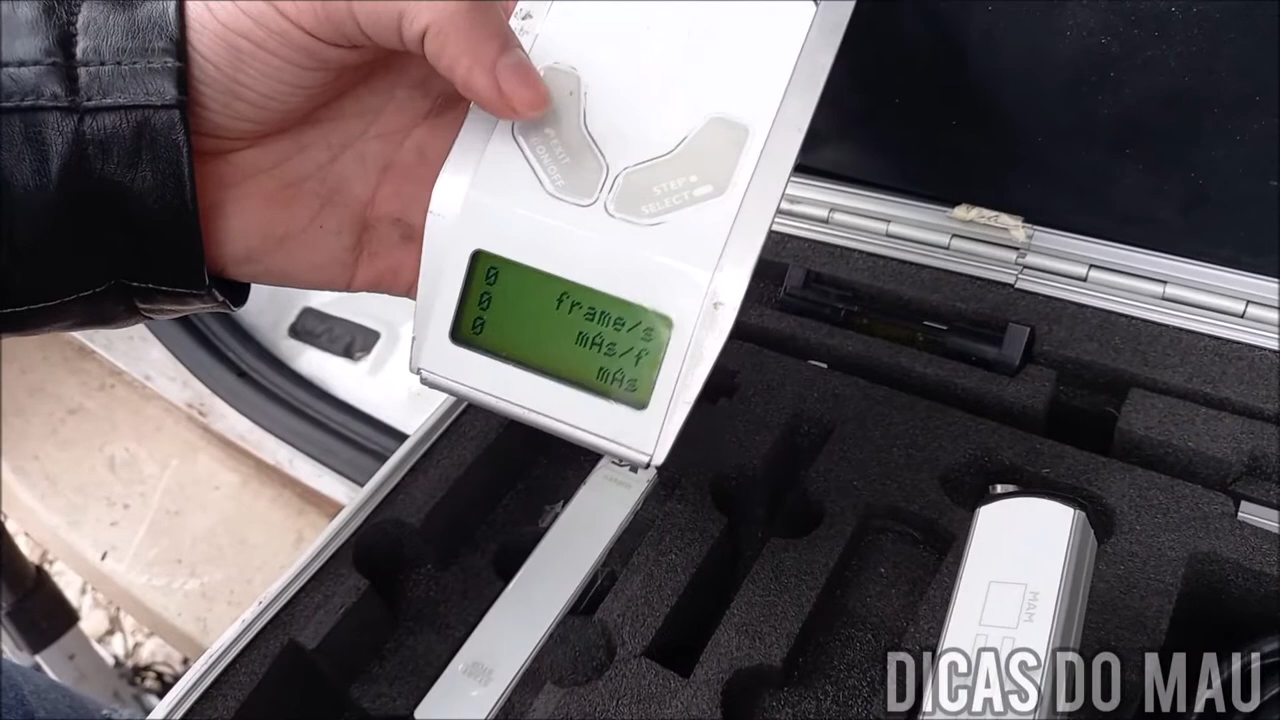 EXIT
ON/OFF
STEP
SELECT
0 frame/s
0 mAs/f
0 mAs
MAM
DICAS DO MAU